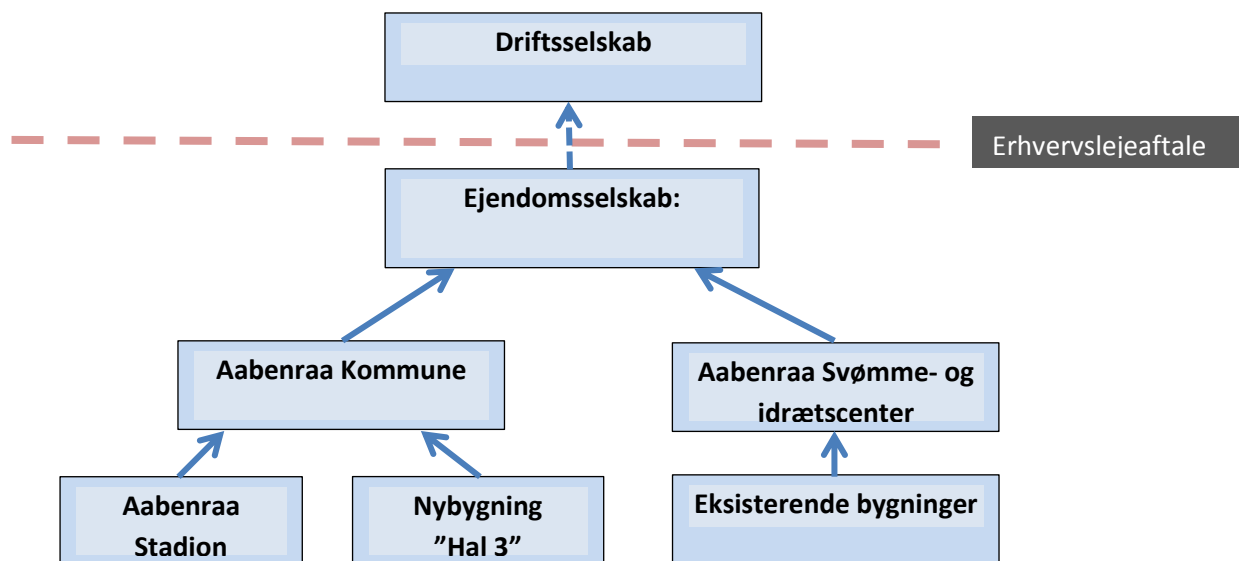 Driftsselskab
Erhvervslejeaftale
Ejendomsselskab:
Aabenraa Kommune
Aabenraa Svømme- og
idrætscenter
Aabenraa
Stadion
Nybygning
”Hal 3”
Eksisterende bygninger